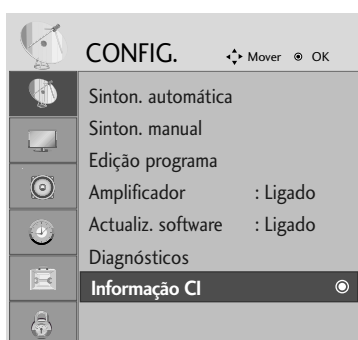 CONFIG. Mover OK
Sinton. automática
Sinton. manual
Edição programa
Amplificador : Ligado
Actualiz. software : Ligado
Diagnósticos
Informação CI